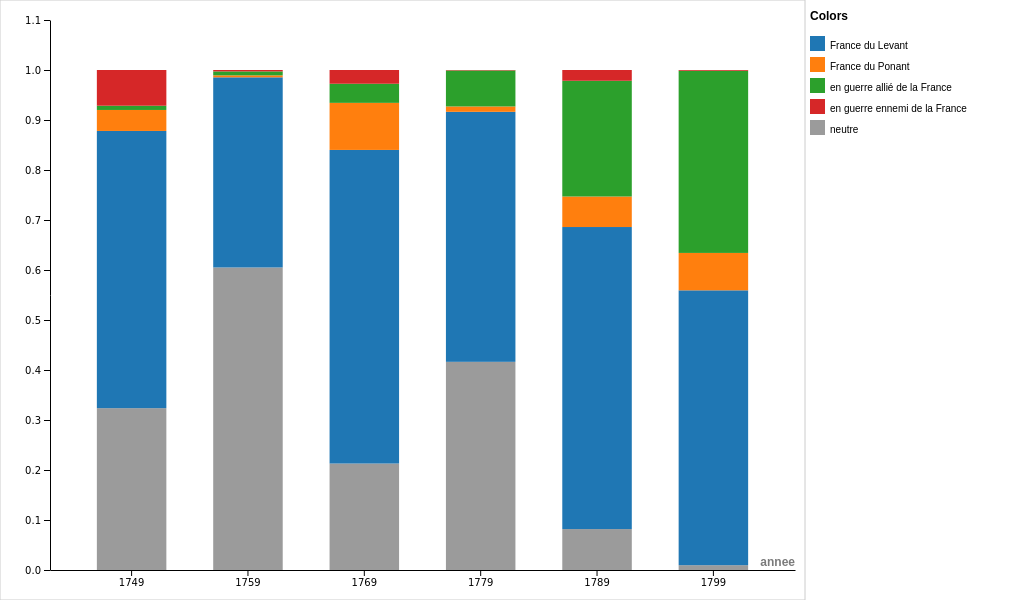 1.1
1.0
0.9
0.8
0.7
0.6
0.5
0.4
0.3
0.2
0.1
0.0
1749 1759 1769 1779 1789 1799
annee
Colors
France du Levant
France du Ponant
en guerre allié de la France
en guerre ennemi de la France
neutre